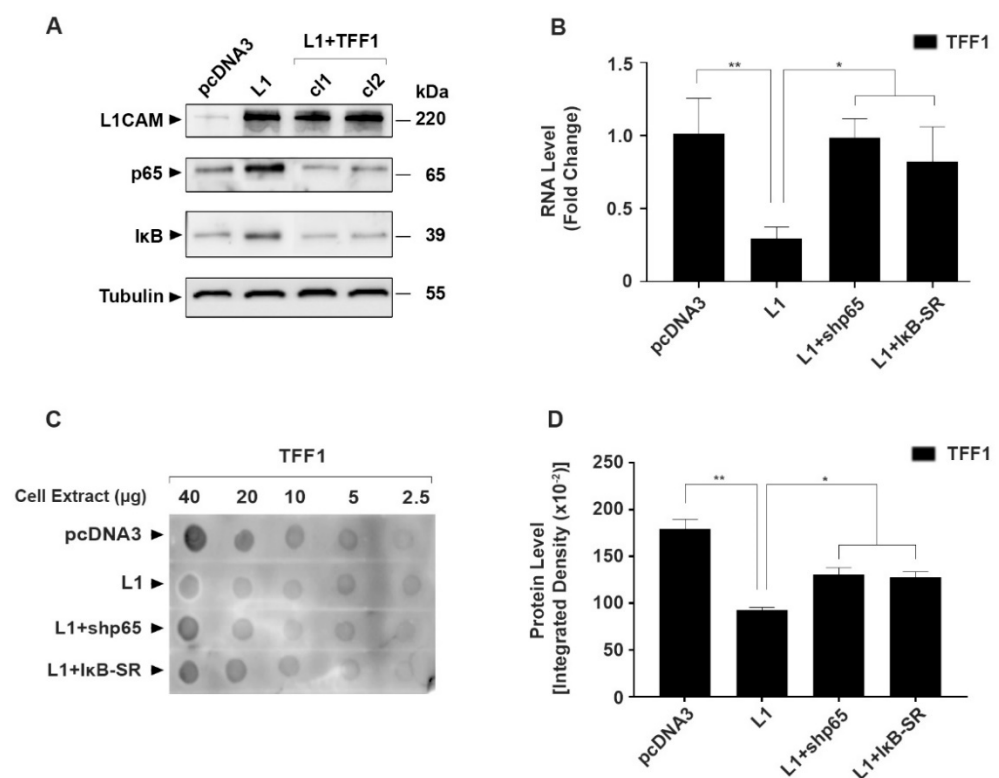 A
L1+TFF1
pcDNA3 L1 cl1 cl2 kDa
L1CAM 220
p65 65
IκB 39
Tubulin 55
B
TFF1
**
*
1.5
1.0
0.5
0
RNA Level
(Fold Change)
pcDNA3 L1 L1+shp65 L1+IκB-SR
C
TFF1
Cell Extract (µg) 40 20 10 5 2.5
pcDNA3
L1
L1+shp65
L1+IκB-SR
D
TFF1
**
*
250
200
150
100
50
0
Protein Level
[Integrated Density (x10⁻²)]
pcDNA3 L1 L1+shp65 L1+IκB-SR